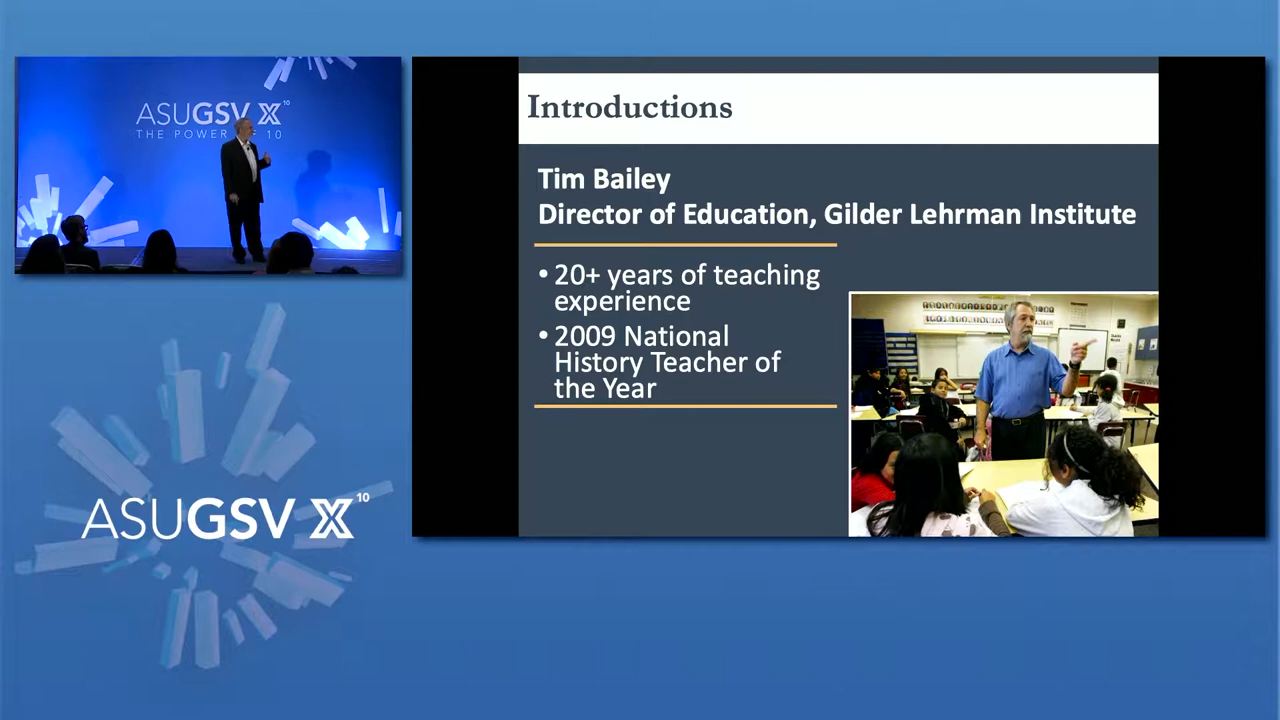 ASUGSV X 10
THE POWER OF 10
Introductions
Tim Bailey
Director of Education, Gilder Lehrman Institute
• 20+ years of teaching
experience
• 2009 National
History Teacher of
the Year
ASUGSV X 10